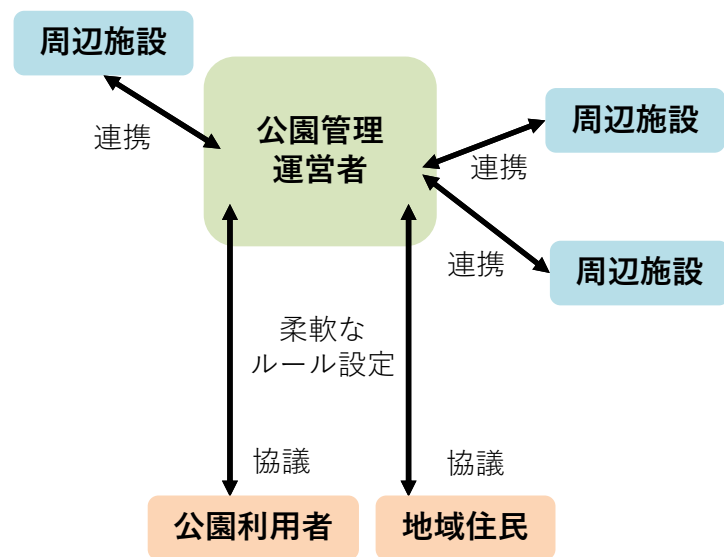 周辺施設
連携
公園管理
運営者
周辺施設
連携
連携
周辺施設
柔軟な
ルール設定
協議
協議
公園利用者
地域住民